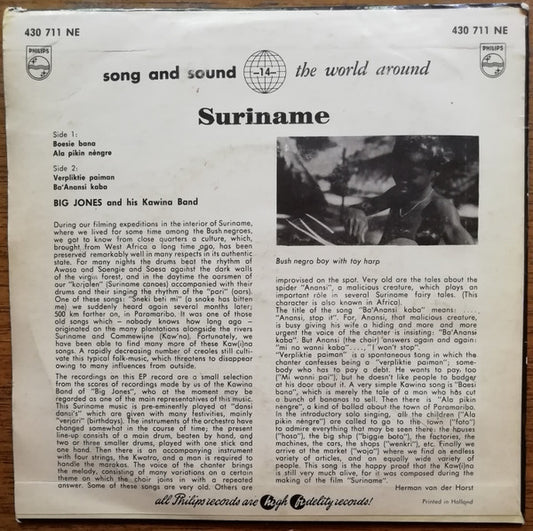 430 711 NE
430 711 NE
PHILIPS
PHILIPS
song and sound -14- the world around
Suriname
Side 1:
Boesie bana
Ala pikin nèngre
Side 2:
Verpliktie paiman
Ba'Anansi kaba
BIG JONES and his Kawina Band
During our filming expeditions in the interior of Suriname,
where we lived for some time among the Bush negroes,
we got to know from close quarters a culture, which,
brought from West Africa a long time ago, has been
preserved remarkably well in many respects in its authentic
state. For many nights the drums beat the rhythm of
Awasa and Soengie and Soesa against the dark walls
of the virgin forest, and in the daytime the oarsmen of
our "korjalen" (Suriname canoes) accompanied with their
drums and their singing the rhythm of the "pari" (oars).
One of these songs: "Sneki beti mi" (a snake has bitten
me) we suddenly heard again several months later;
500 km further on, in Paramaribo. It was one of those
old songs which – nobody knows how long ago –
originated on the many plantations alongside the rivers
Suriname and Commewijne (Kaw'na). Fortunately, we
have been able to find many more of these Kaw(i)na
songs. A rapidly decreasing number of creoles still culti-
vate this typical folk-music, which threatens to disappear
owing to many influences from outside.
The recordings on this EP record are a small selection
from the scores of recordings made by us of the Kawina
Band of "Big Jones", who at the moment may be
regarded as one of the main representatives of this music.
This Suriname music is pre-eminently played at "dansi
dansi's" which are given with many festivities, mainly
"verjari" (birthdays). The instruments of the orchestra have
changed somewhat in the course of time; the present
line-up consists of a main drum, beaten by hand, and
two or three smaller drums, played with one stick and
one hand. Then there is an accompanying instrument
with four strings, the Kwatro, and a man is required to
handle the marakas. The voice of the chanter brings
the melody, consisting of many variations on a certain
theme on which the choir joins in with a repeated
answer. Some of these songs are very old. Others are
Bush negro boy with toy harp
improvised on the spot. Very old are the tales about the
spider "Anansi", a malicious creature, which plays an
important role in several Suriname fairy tales. (This
character is also known in Africa).
The title of the song "Ba'Anansi kaba" means: ....,
"Anansi, stop it". For, Anansi, that malicious creature,
is busy giving his wife a hiding and more and more
urgent the voice of the chanter is insisting: "Ba'Anansi
kaba". But Anansi (the choir) answers again and again:
"mi no wanni kaba"...., "I won't stop".
"Verpliktie paiman" is a spontaneous song in which the
chanter confesses being a "verpliktie paiman"; some-
body who has to pay a debt. He wants to pay too
("Mi wanni pai"), but he doesn't like people to badger
at his door about it. A very simple Kawina song is "Boesi
bana", which is merely the tale of a man who has cut
a bunch of bananas to sell. Then there is "Ala pikin
nèngre", a kind of ballad about the town of Paramaribo.
In the introductory solo singing, all the children ("Ala
pikin nèngre") are called to go to the town ("foto")
to admire everything that may be seen there: the houses
("hoso"), the big ship ("biggie boto"), the factories, the
machines, the cars, the shops ("wenkri"), etc. Finally we
arrive at the market ("wojo") where we find an endless
variety of articles, and an equally wide variety of
people. This song is the happy proof that the Kaw(i)na
is still very much alive, for it was composed during the
making of the film "Suriname".
Herman van der Horst
all Philips records are high fidelity records!
Printed in Holland